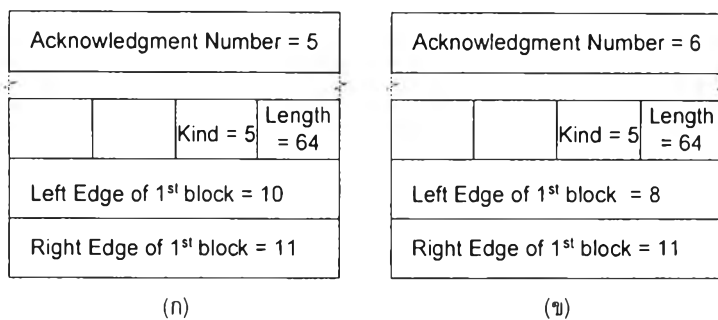 Acknowledgment Number = 5
Kind = 5 Length = 64
Left Edge of 1st block = 10
Right Edge of 1st block = 11
(ก)
Acknowledgment Number = 6
Kind = 5 Length = 64
Left Edge of 1st block = 8
Right Edge of 1st block = 11
(ข)